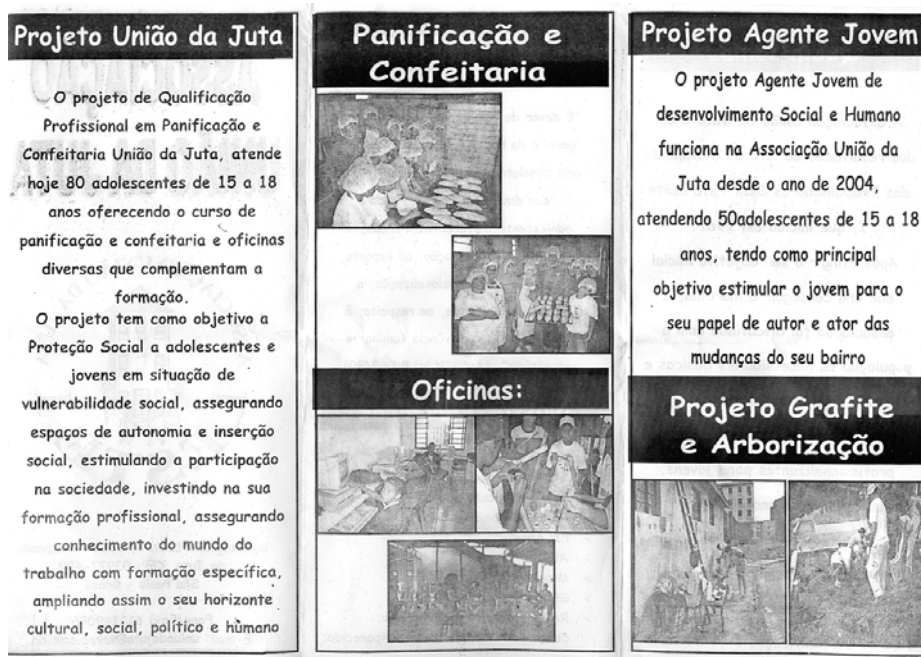 Projeto União da Juta
O projeto de Qualificação
Profissional em Panificação e
Confeitaria União da Juta, atende
hoje 80 adolescentes de 15 a 18
anos oferecendo o curso de
panificação e confeitaria e oficinas
diversas que complementam a
formação.
O projeto tem como objetivo a
Proteção Social a adolescentes e
jovens em situação de
vulnerabilidade social, assegurando
espaços de autonomia e inserção
social, estimulando a participação
na sociedade, investindo na sua
formação profissional, assegurando
conhecimento do mundo do
trabalho com formação específica,
ampliando assim o seu horizonte
cultural, social, político e humano
Panificação e
Confeitaria
Oficinas:
Projeto Agente Jovem
O projeto Agente Jovem de
desenvolvimento Social e Humano
funciona na Associação União da
Juta desde o ano de 2004,
atendendo 50adolescentes de 15 a 18
anos, tendo como principal
objetivo estimular o jovem para o
seu papel de autor e ator das
mudanças do seu bairro
Projeto Grafite
e Arborização